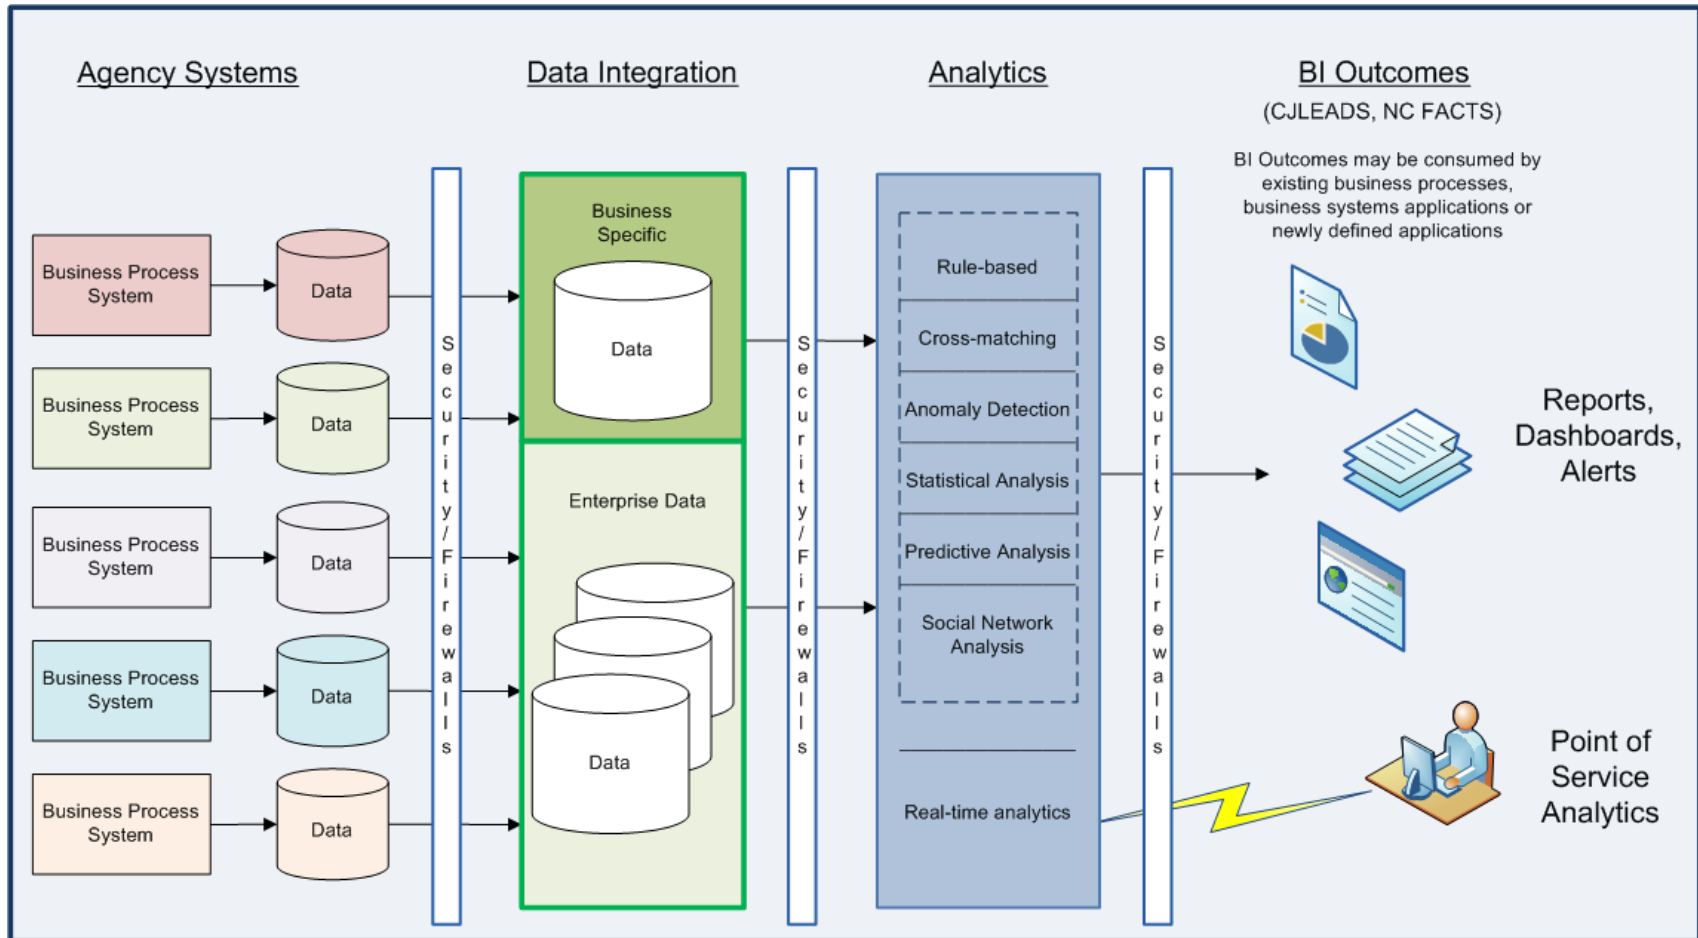 Agency Systems
Data Integration
Analytics
BI Outcomes
(CJLEADS, NC FACTS)
BI Outcomes may be consumed by
existing business processes,
business systems applications or
newly defined applications
Business Process
System
Data
Business Process
System
Data
Business Process
System
Data
Business Process
System
Data
Business Process
System
Data
Security/Firewalls
Business
Specific
Data
Enterprise Data
Data
Security/Firewalls
Rule-based
Cross-matching
Anomaly Detection
Statistical Analysis
Predictive Analysis
Social Network
Analysis
Real-time analytics
Security/Firewalls
Reports,
Dashboards,
Alerts
Point of
Service
Analytics